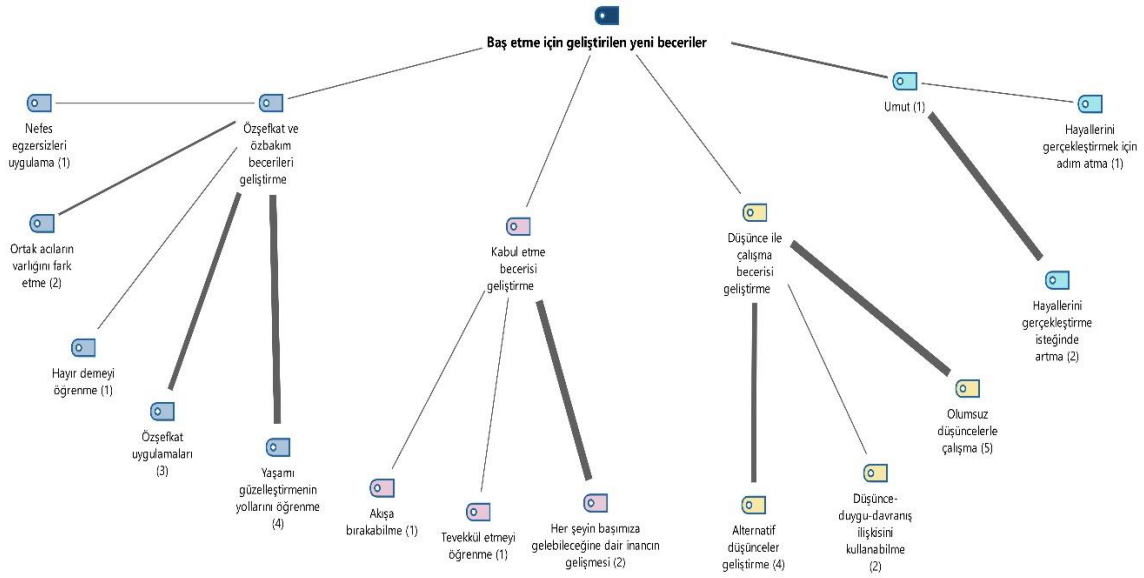 Baş etme için geliştirilen yeni beceriler
Umut (1)
Nefes
egzersizleri
uygulama (1)
Özşefkat ve
özbakım
becerileri
geliştirme
Hayallerini
gerçekleştirmek için
adım atma (1)
Ortak acıların
varlığını fark
etme (2)
Kabul etme
becerisi
geliştirme
Düşünce ile
çalışma
becerisi
geliştirme
Hayallerini
gerçekleştirme
isteğinde
artma (2)
Hayır demeyi
öğrenme (1)
Özşefkat
uygulamaları
(3)
Yaşamı
güzelleştirmenin
yollarını öğrenme
(4)
Olumsuz
düşüncelerle
çalışma (5)
Akışa
bırakabilme (1)
Tevekkül etmeyi
öğrenme (1)
Her şeyin başımıza
gelebileceğine dair inancın
gelişmesi (2)
Alternatif
düşünceler
geliştirme (4)
Düşünce-
duygu-davranış
ilişkisini
kullanabilme
(2)